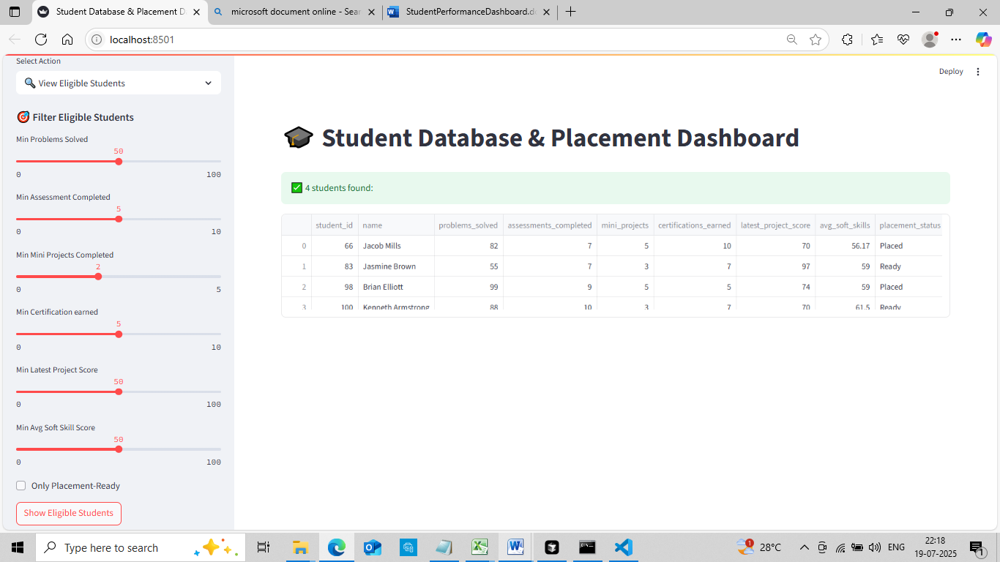 Student Database & Placement D
microsoft document online - Sear
StudentPerformanceDashboard.do
localhost:8501
Select Action
View Eligible Students
Deploy
Filter Eligible Students
Min Problems Solved
50
0 100
Min Assessment Completed
5
0 10
Min Mini Projects Completed
2
0 5
Min Certification earned
5
0 10
Min Latest Project Score
50
0 100
Min Avg Soft Skill Score
50
0 100
Only Placement-Ready
Show Eligible Students
Student Database & Placement Dashboard
4 students found:
student_id name problems_solved assessments_completed mini_projects certifications_earned latest_project_score avg_soft_skills placement_status
0 66 Jacob Mills 82 7 5 10 70 56.17 Placed
1 83 Jasmine Brown 55 7 3 7 97 59 Ready
2 98 Brian Elliott 99 9 5 5 74 59 Placed
3 100 Kenneth Armstrong 88 10 3 7 70 61.5 Ready
Type here to search
1
28°C
ENG
22:18
19-07-2025
1